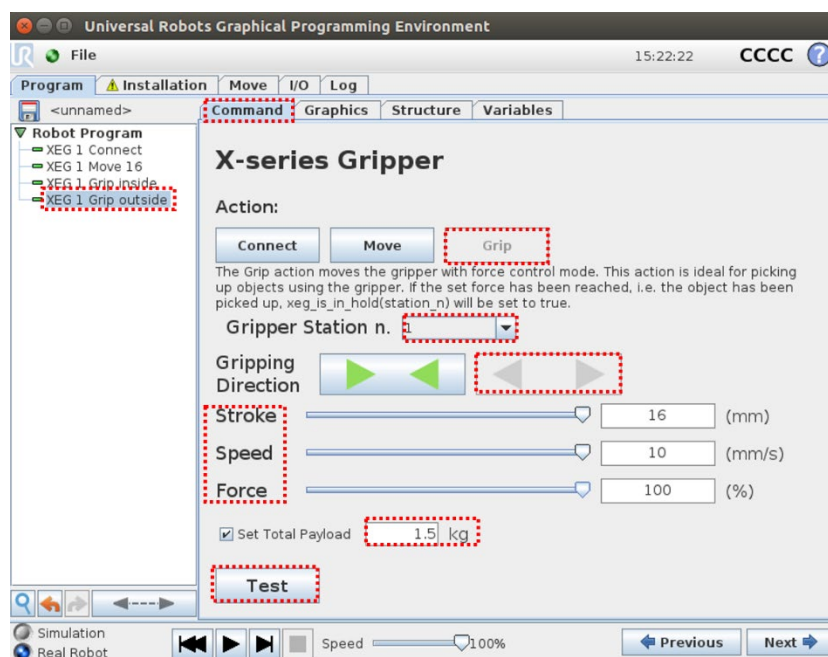 Universal Robots Graphical Programming Environment
File 15:22:22 CCCC ?
Program Installation Move I/O Log
<unnamed> Command Graphics Structure Variables
Robot Program
XEG 1 Connect
XEG 1 Move 16
XEG 1 Grip inside
XEG 1 Grip outside
X-series Gripper
Action:
Connect Move Grip
The Grip action moves the gripper with force control mode. This action is ideal for picking
up objects using the gripper. If the set force has been reached, i.e. the object has been
picked up, xeg_is_in_hold(station_n) will be set to true.
Gripper Station n. 1
Gripping
Direction
Stroke 16 (mm)
Speed 10 (mm/s)
Force 100 (%)
Set Total Payload 1.5 kg
Test
Simulation
Real Robot
Speed 100% Previous Next